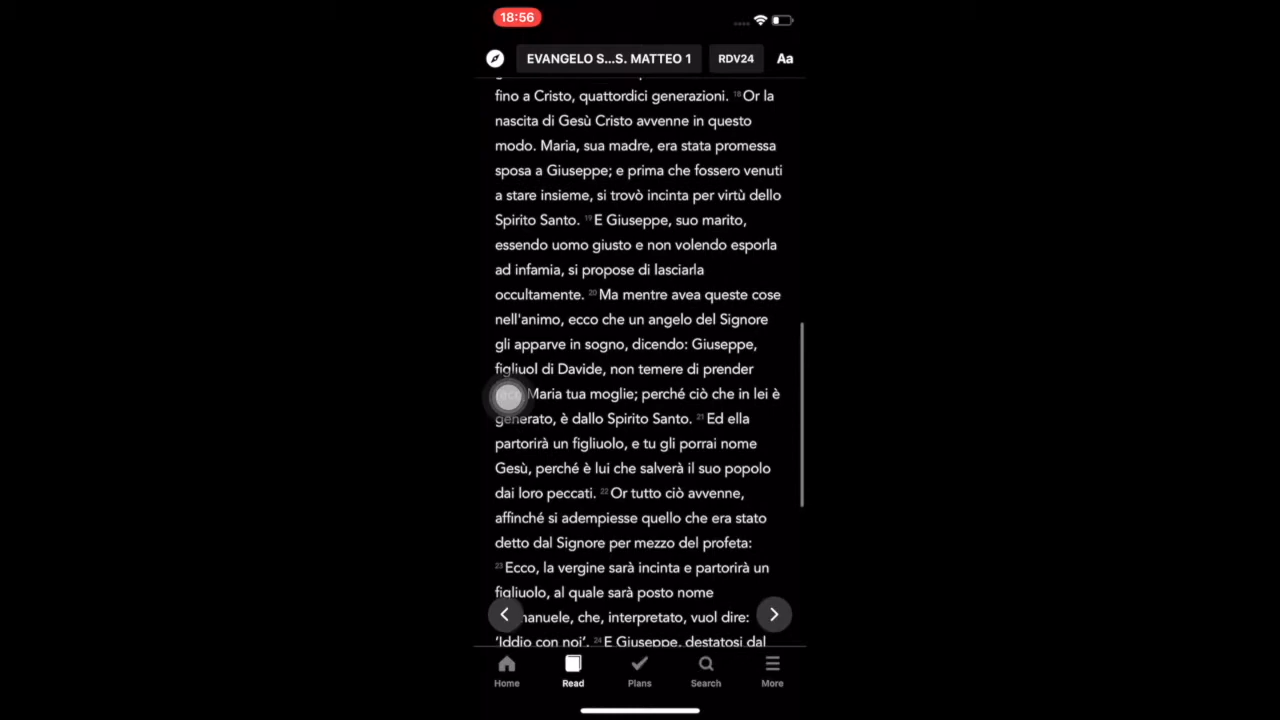 18:56
EVANGELO S...S. MATTEO 1 RDV24 Aa
fino a Cristo, quattordici generazioni. 18 Or la
nascita di Gesù Cristo avvenne in questo
modo. Maria, sua madre, era stata promessa
sposa a Giuseppe; e prima che fossero venuti
a stare insieme, si trovò incinta per virtù dello
Spirito Santo. 19 E Giuseppe, suo marito,
essendo uomo giusto e non volendo esporla
ad infamia, si propose di lasciarla
occultamente. 20 Ma mentre avea queste cose
nell'animo, ecco che un angelo del Signore
gli apparve in sogno, dicendo: Giuseppe,
figliuol di Davide, non temere di prender
Maria tua moglie; perché ciò che in lei è
generato, è dallo Spirito Santo. 21 Ed ella
partorirà un figliuolo, e tu gli porrai nome
Gesù, perché è lui che salverà il suo popolo
dai loro peccati. 22 Or tutto ciò avvenne,
affinché si adempiesse quello che era stato
detto dal Signore per mezzo del profeta:
23 Ecco, la vergine sarà incinta e partorirà un
figliuolo, al quale sarà posto nome
che, interpretato, vuol dire:
'Iddio con noi'. 24 E Giuseppe, destatosi dal
Home Read Plans Search More